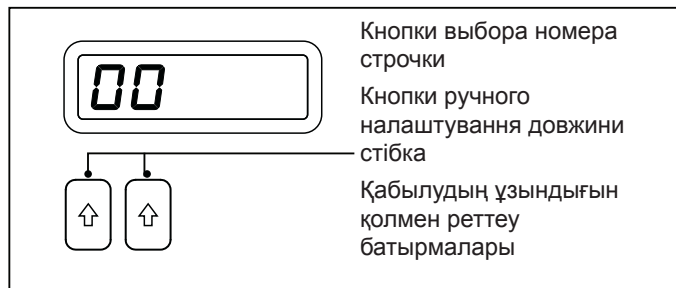 00
Кнопки выбора номера
строчки
Кнопки ручного
налаштування довжини
стібка
Қабылудың ұзындығын
қолмен реттеу
батырмалары